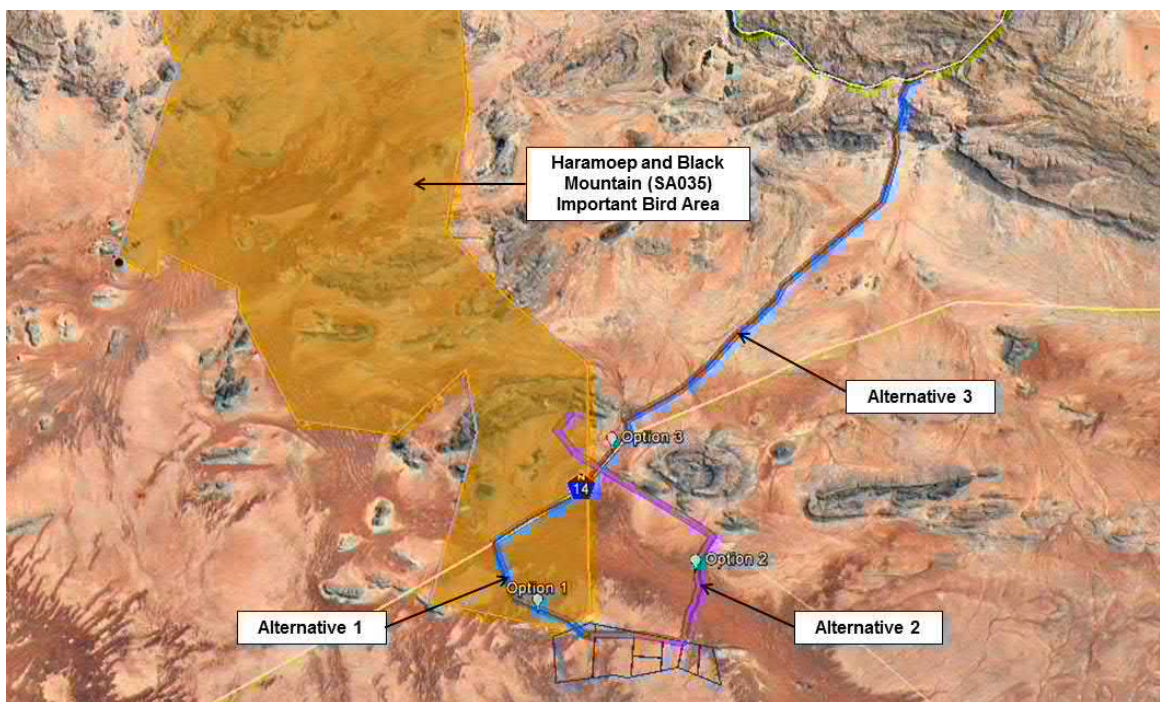 Haramoep and Black
Mountain (SA035)
Important Bird Area
Alternative 3
Option 3
N
14
Option 2
Option 1
Alternative 1
Alternative 2